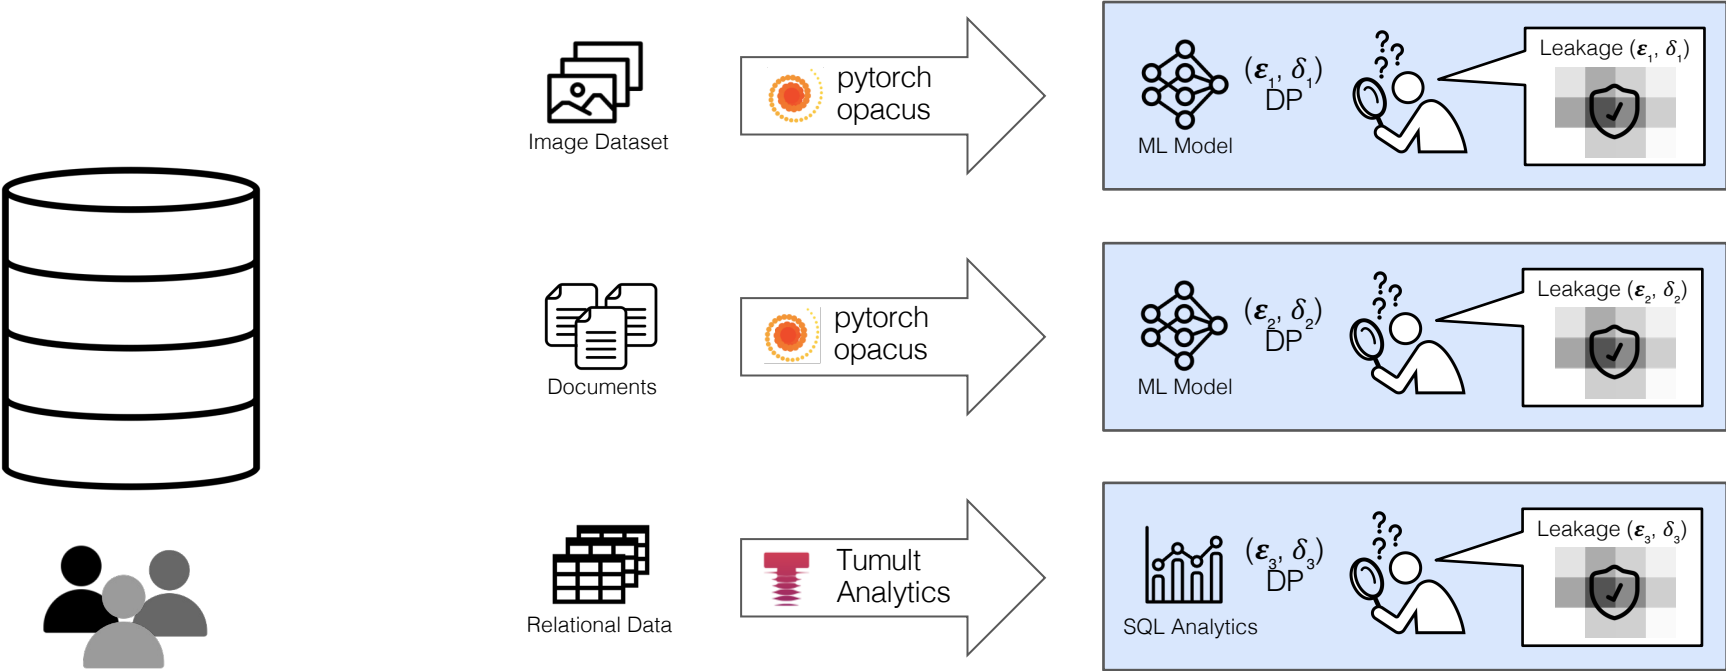 Image Dataset
pytorch
opacus
ML Model
(ε₁, δ₁)
DP
???
Leakage (ε₁, δ₁)
Documents
pytorch
opacus
ML Model
(ε₂, δ₂)
DP
???
Leakage (ε₂, δ₂)
Relational Data
Tumult
Analytics
SQL Analytics
(ε₃, δ₃)
DP
???
Leakage (ε₃, δ₃)